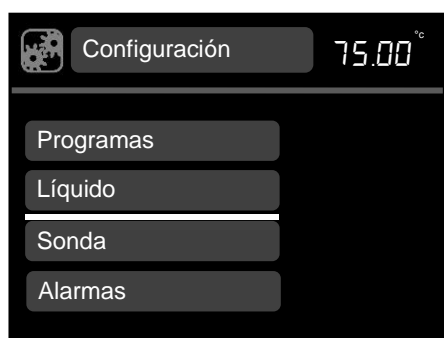 Configuración 75.00 °c
Programas
Líquido
Sonda
Alarmas